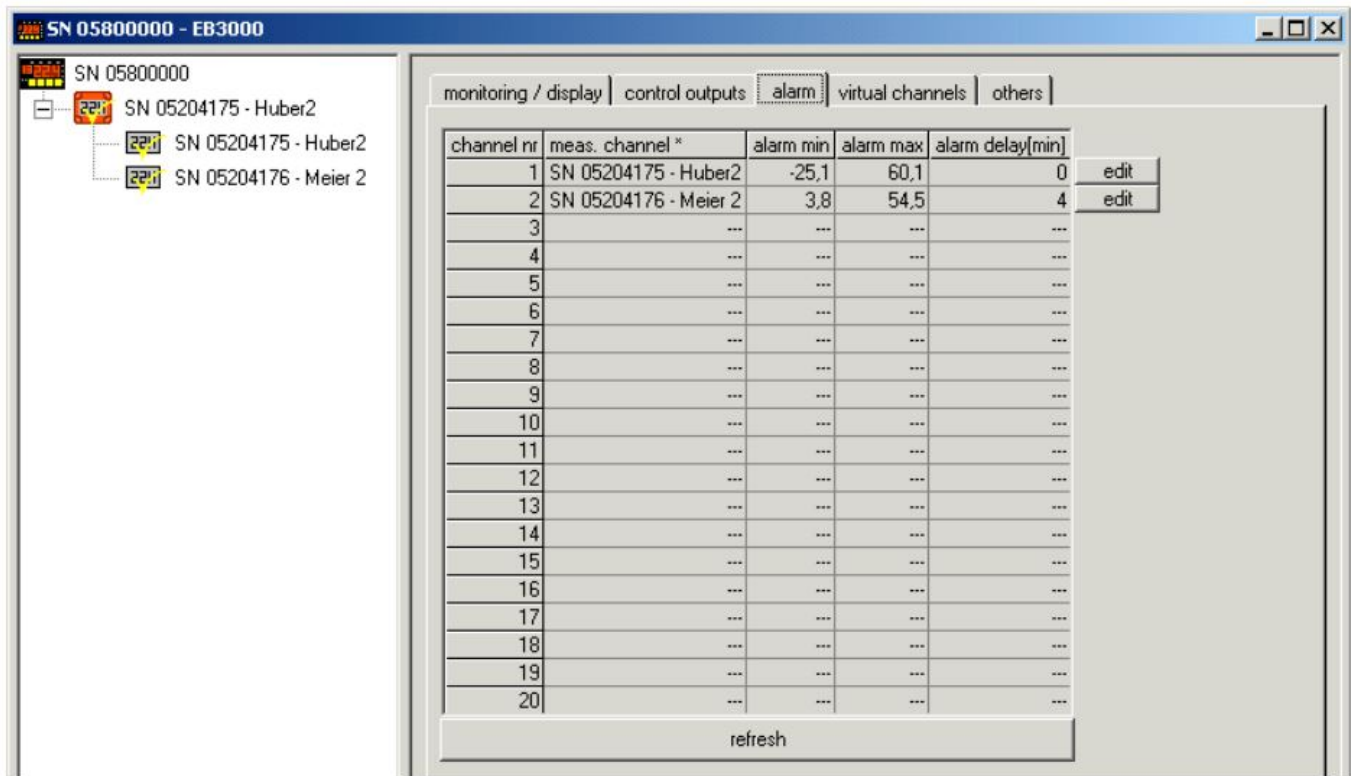 SN 05800000 - EB3000
SN 05800000
SN 05204175 - Huber2
SN 05204175 - Huber2
SN 05204176 - Meier 2
monitoring / display control outputs alarm virtual channels others
channel nr meas. channel * alarm min alarm max alarm delay[min]
1 SN 05204175 - Huber2 -25,1 60,1 0 edit
2 SN 05204176 - Meier 2 3,8 54,5 4 edit
3 --- --- --- ---
4 --- --- --- ---
5 --- --- --- ---
6 --- --- --- ---
7 --- --- --- ---
8 --- --- --- ---
9 --- --- --- ---
10 --- --- --- ---
11 --- --- --- ---
12 --- --- --- ---
13 --- --- --- ---
14 --- --- --- ---
15 --- --- --- ---
16 --- --- --- ---
17 --- --- --- ---
18 --- --- --- ---
19 --- --- --- ---
20 --- --- --- ---
refresh